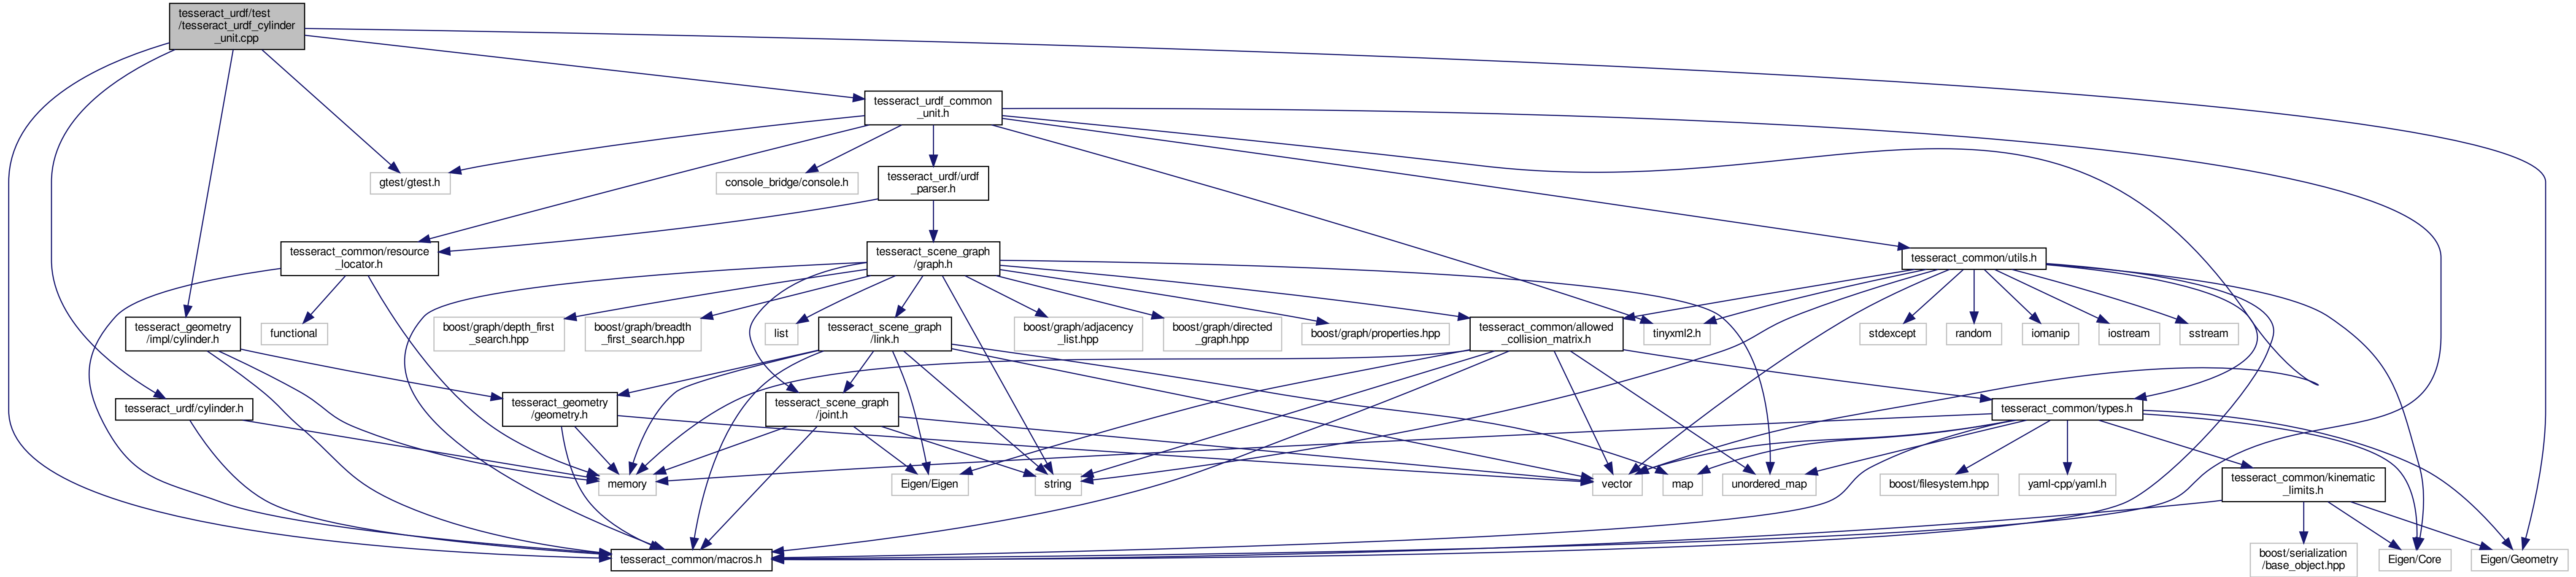 tesseract_urdf/test
/tesseract_urdf_cylinder
_unit.cpp
tesseract_urdf_common
_unit.h
gtest/gtest.h
console_bridge/console.h
tesseract_urdf/urdf
_parser.h
tesseract_common/resource
_locator.h
tesseract_scene_graph
/graph.h
tesseract_common/utils.h
tesseract_geometry
/impl/cylinder.h
functional
boost/graph/depth_first
_search.hpp
boost/graph/breadth
_first_search.hpp
list
tesseract_scene_graph
/link.h
boost/graph/adjacency
_list.hpp
boost/graph/directed
_graph.hpp
boost/graph/properties.hpp
tesseract_common/allowed
_collision_matrix.h
tinyxml2.h
stdexcept
random
iomanip
iostream
sstream
tesseract_urdf/cylinder.h
tesseract_geometry
/geometry.h
tesseract_scene_graph
/joint.h
tesseract_common/types.h
memory
Eigen/Eigen
string
vector
map
unordered_map
boost/filesystem.hpp
yaml-cpp/yaml.h
tesseract_common/kinematic
_limits.h
tesseract_common/macros.h
boost/serialization
/base_object.hpp
Eigen/Core
Eigen/Geometry